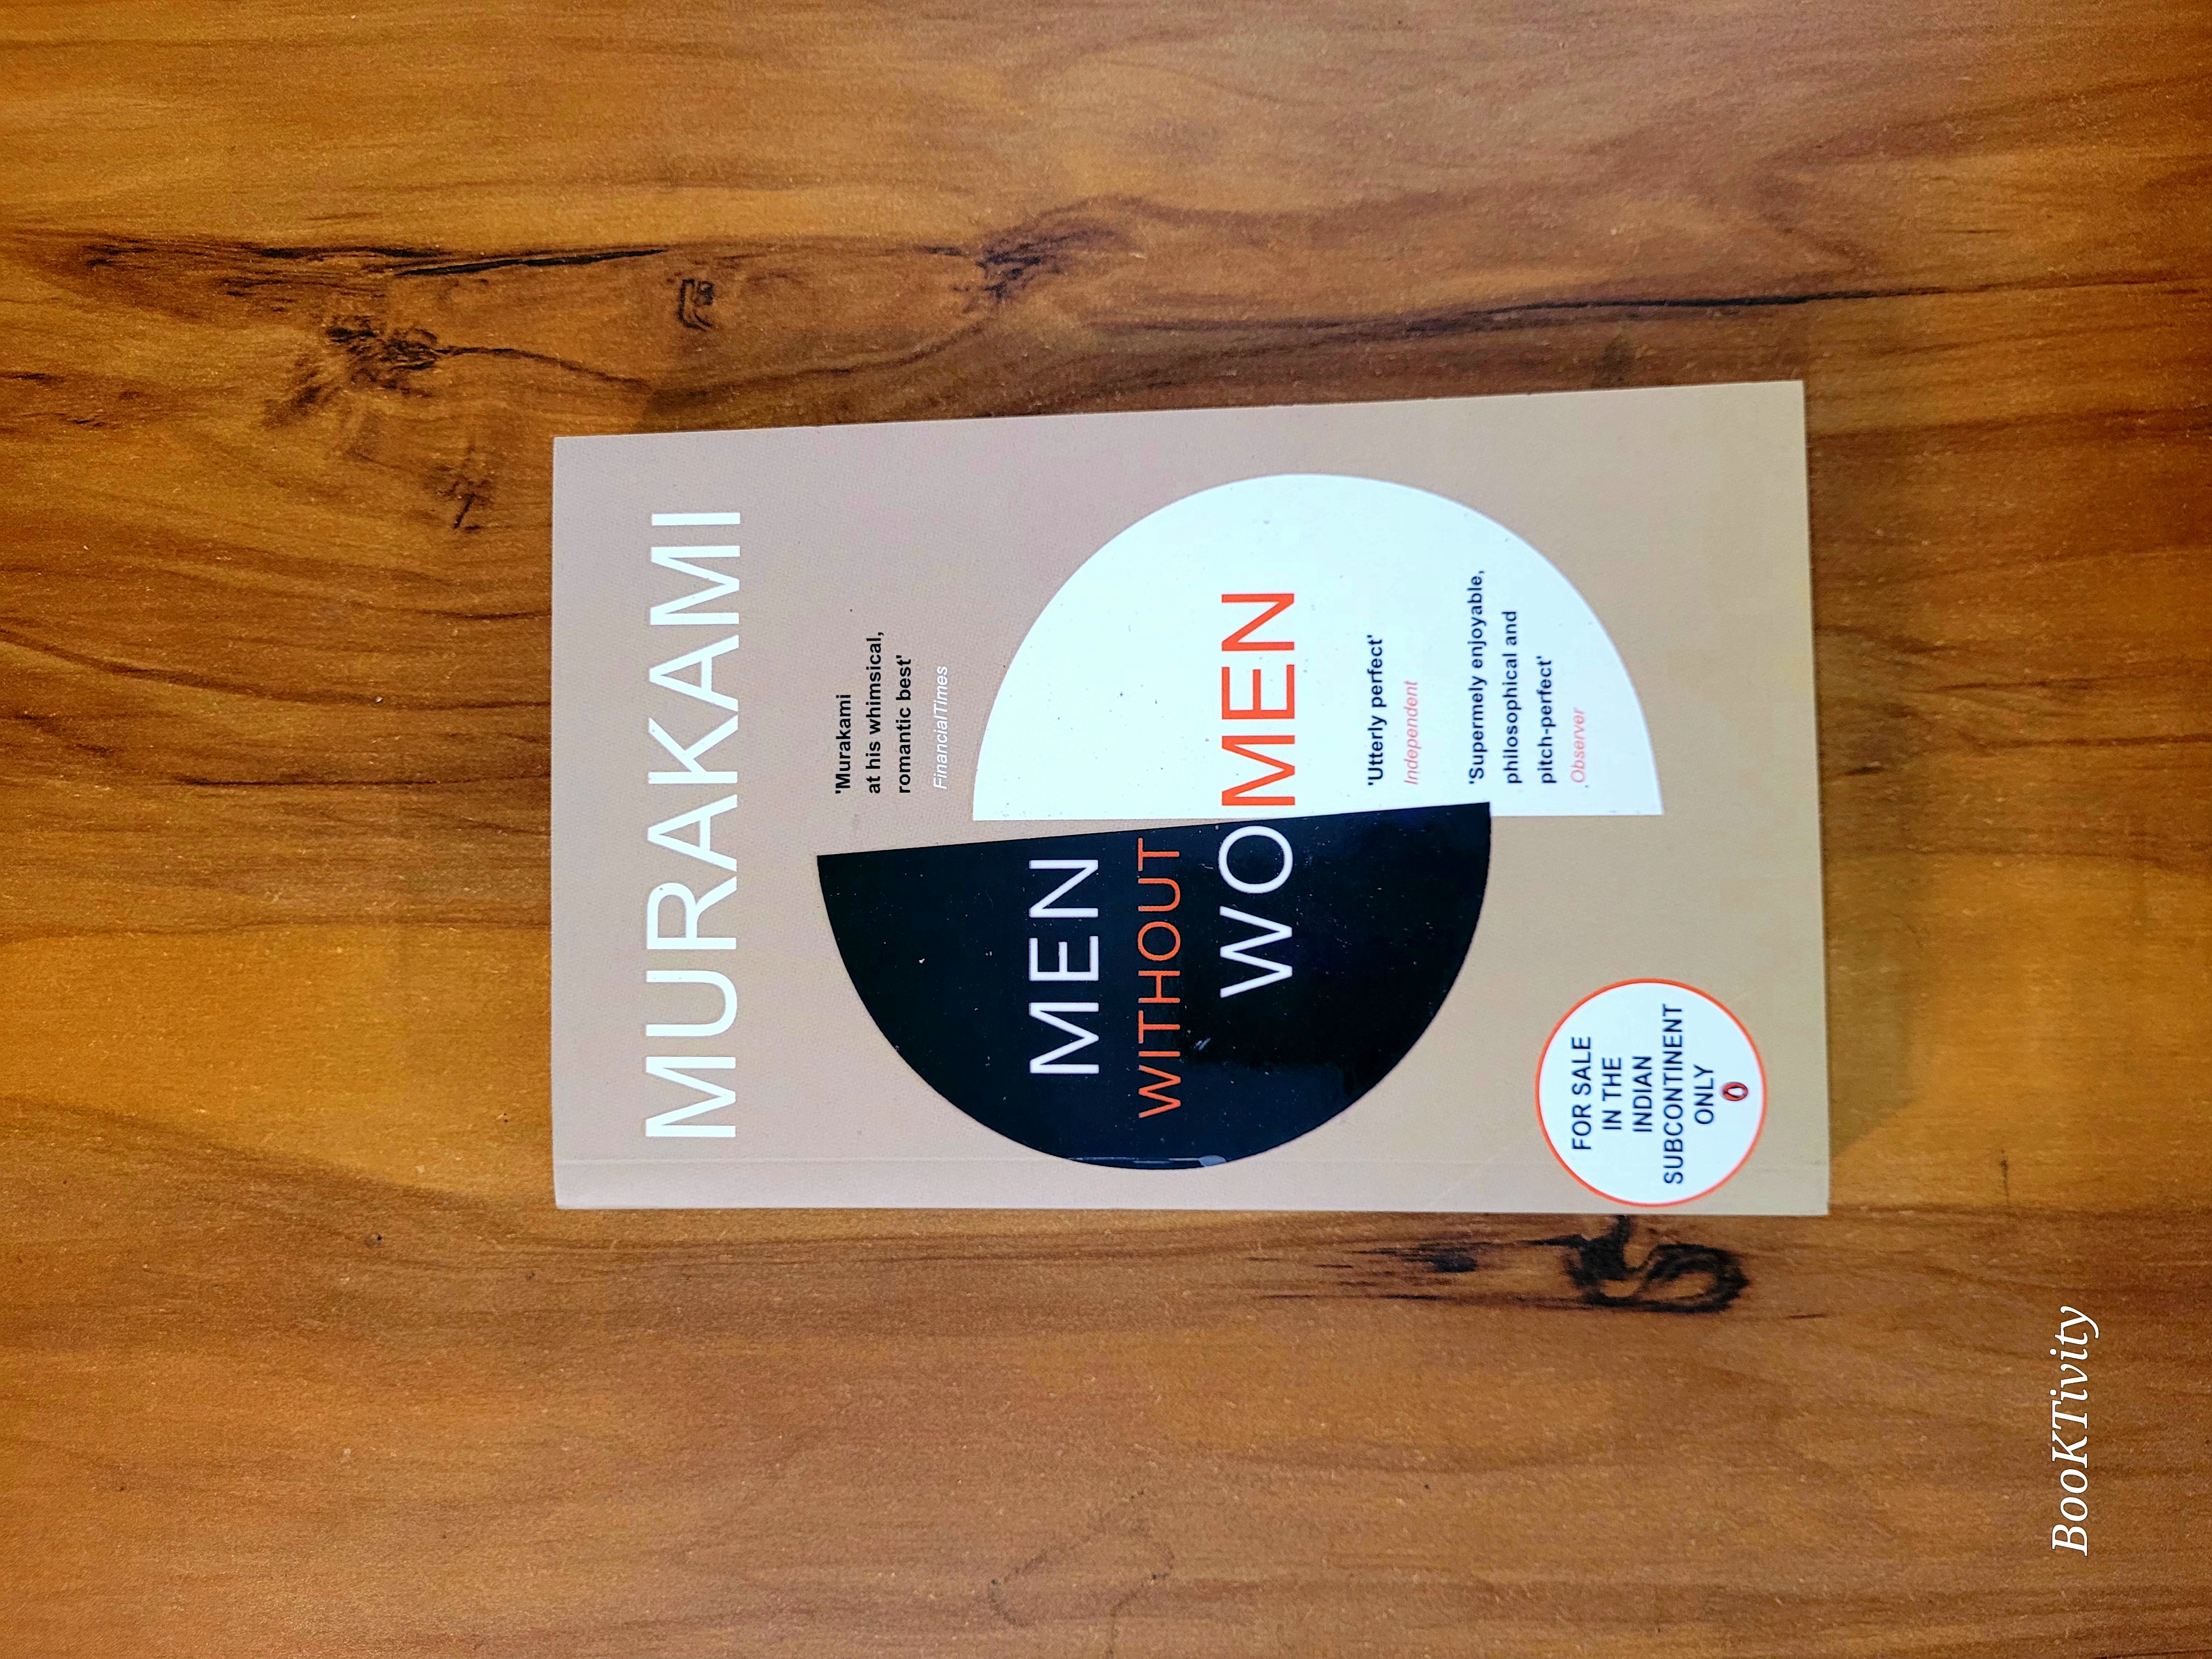 MURAKAMI
'Murakami
at his whimsical,
romantic best'
FinancialTimes
MEN
WITHOUT
WOMEN
'Utterly perfect'
Independent
'Supermely enjoyable,
philosophical and
pitch-perfect'
Observer
FOR SALE
IN THE
INDIAN
SUBCONTINENT
ONLY
BooKTivity